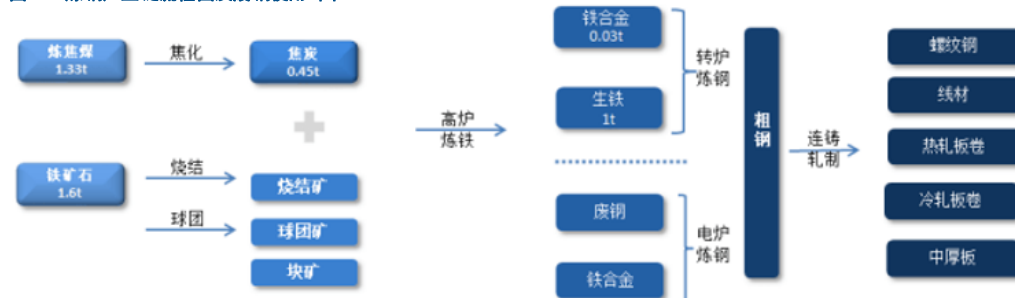 炼焦煤
1.33t
焦化
焦炭
0.45t
铁矿石
1.6t
烧结
烧结矿
球团
球团矿
块矿
高炉
炼铁
铁合金
0.03t
生铁
1t
转炉
炼钢
废钢
铁合金
电炉
炼钢
粗
钢
连铸
轧制
螺纹钢
线材
热轧板卷
冷轧板卷
中厚板